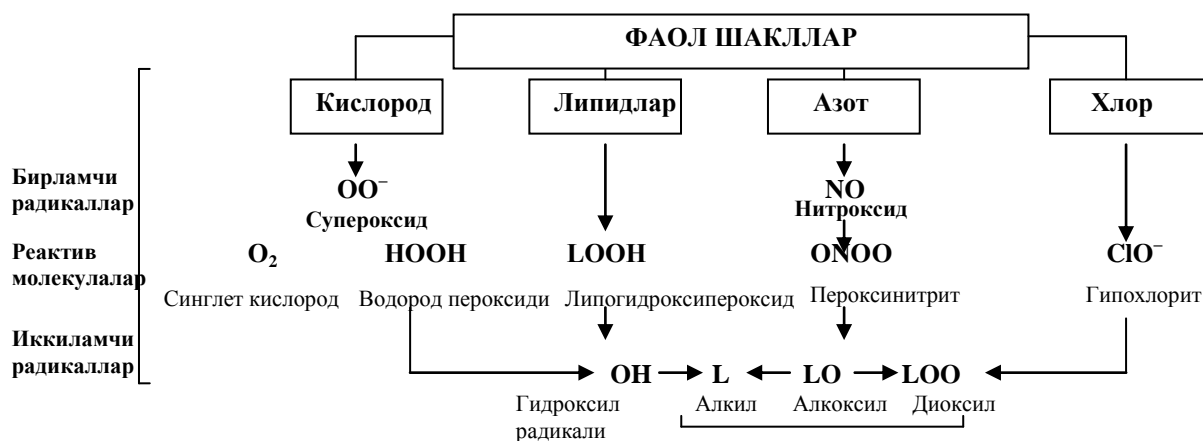 ФАОЛ ШАКЛЛАР
Кислород Липидлар Азот Хлор
Бирламчи
радикаллар
OO⁻ NO
Супероксид Нитроксид
Реактив
молекулалар
O₂ HOOH LOOH ONOO ClO⁻
Синглет кислород Водород пероксиди Липогидроксипероксид Пероксинитрит Гипохлорит
Иккиламчи
радикаллар
OH L LO LOO
Гидроксил
радикали
Алкил Алкоксил Диоксил